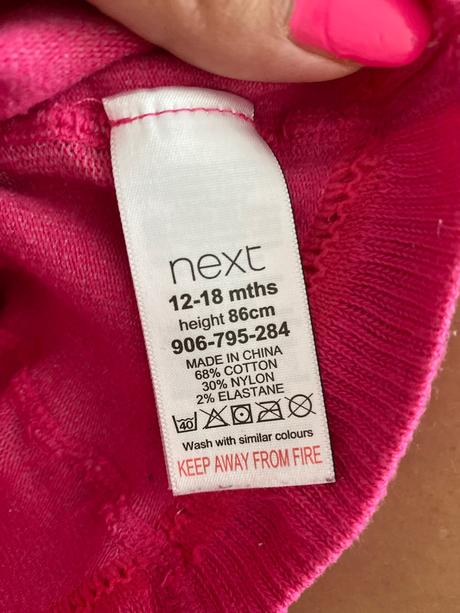 next
12-18 mths
height 86cm
906-795-284
MADE IN CHINA
68% COTTON
30% NYLON
2% ELASTANE
40
Wash with similar colours
KEEP AWAY FROM FIRE